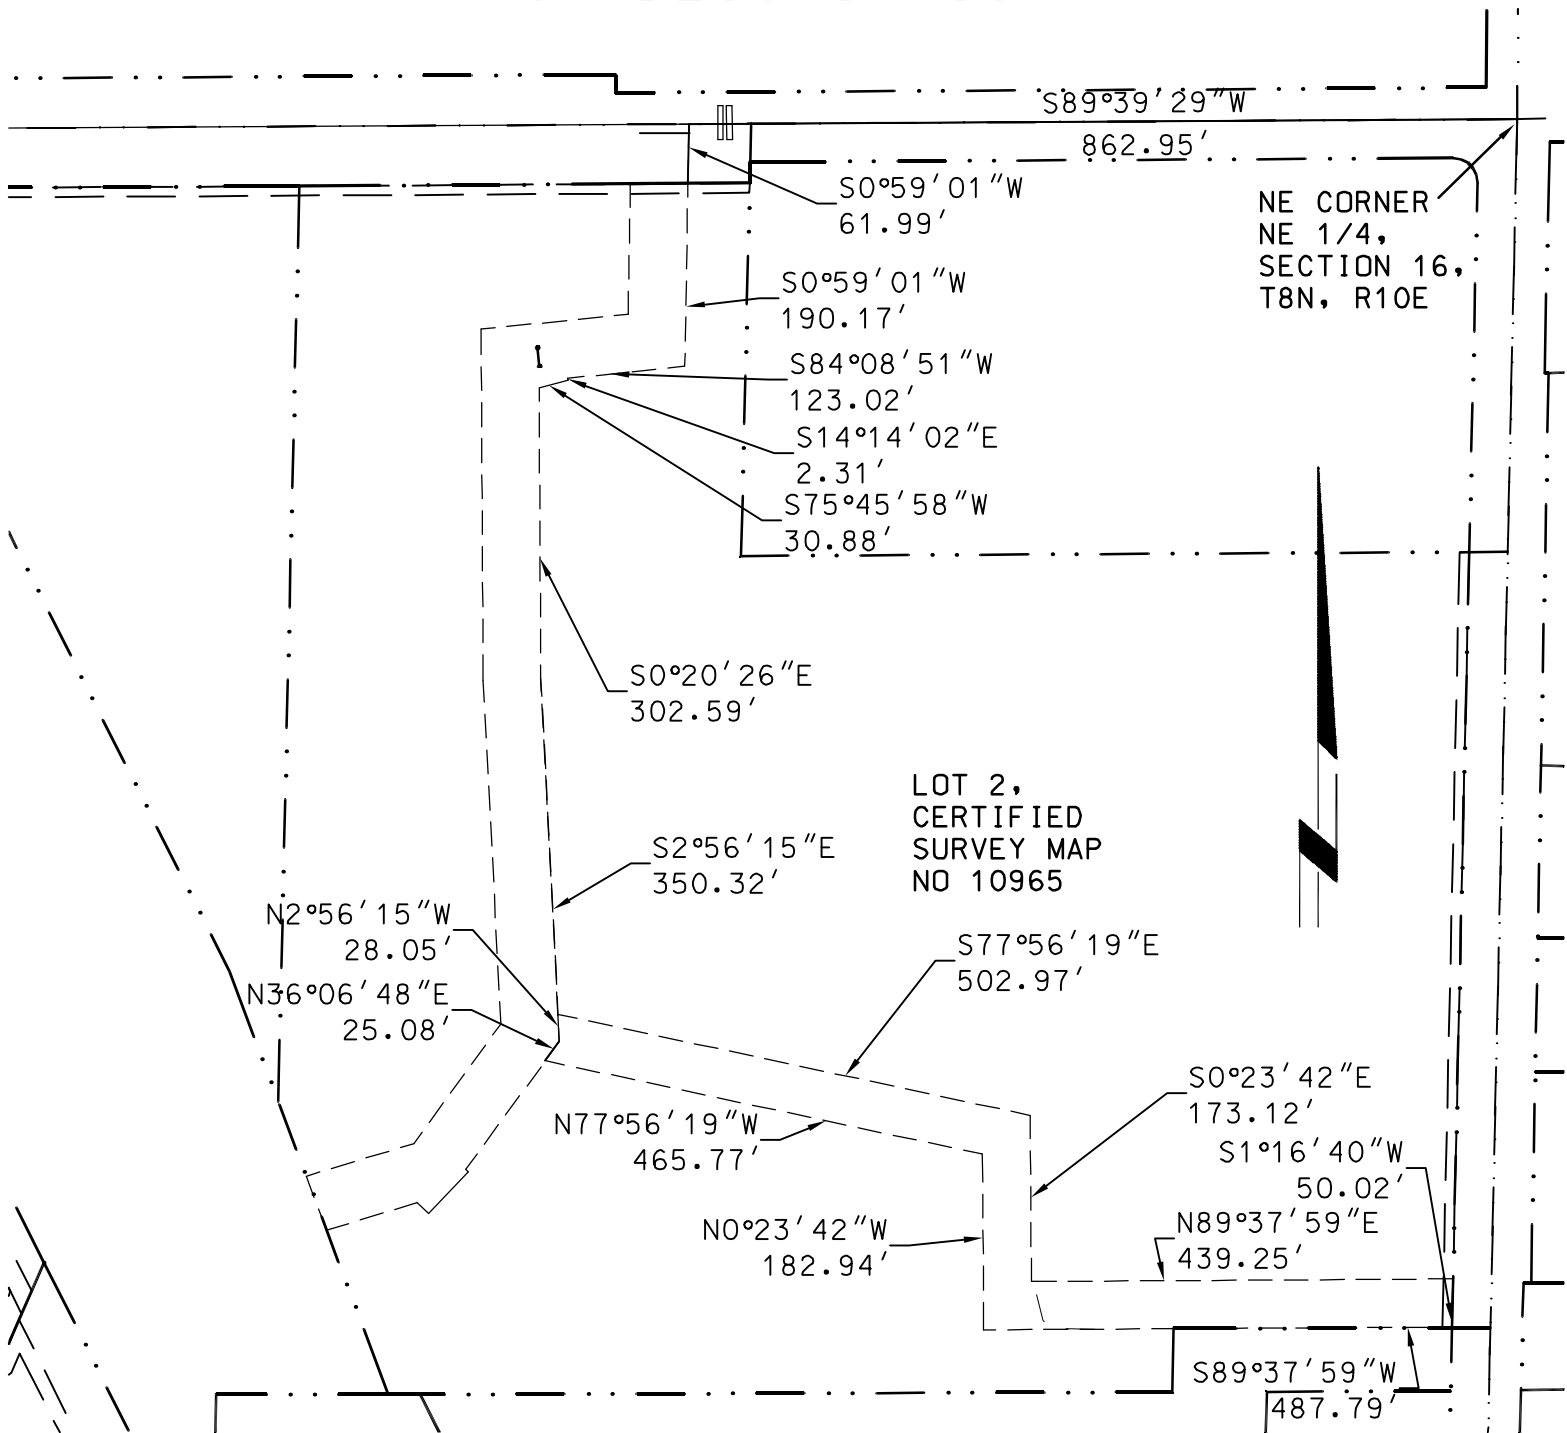 S89°39'29"W
862.95'
S0°59'01"W
61.99'
NE CORNER
NE 1/4,
SECTION 16,
T8N, R10E
S0°59'01"W
190.17'
S84°08'51"W
123.02'
S14°14'02"E
2.31'
S75°45'58"W
30.88'
S0°20'26"E
302.59'
LOT 2,
CERTIFIED
SURVEY MAP
NO 10965
S2°56'15"E
350.32'
N2°56'15"W
28.05'
N36°06'48"E
25.08'
S77°56'19"E
502.97'
S0°23'42"E
173.12'
N77°56'19"W
465.77'
S1°16'40"W
50.02'
N0°23'42"W
182.94'
N89°37'59"E
439.25'
S89°37'59"W
487.79'